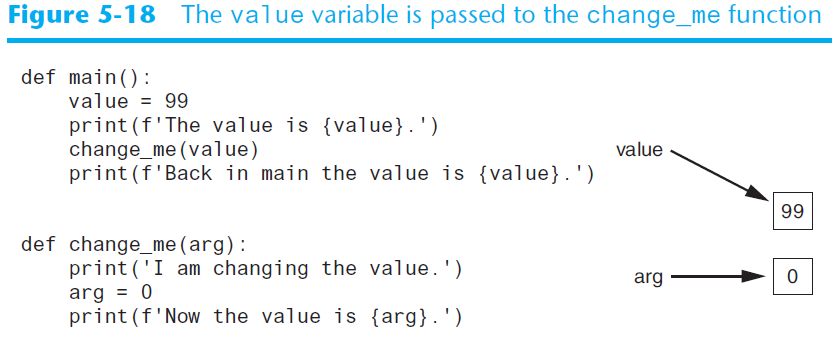 Figure 5-18 The value variable is passed to the change_me function
def main():
    value = 99
    print(f'The value is {value}.')
    change_me(value)
    print(f'Back in main the value is {value}.')
value
99
def change_me(arg):
    print('I am changing the value.')
    arg = 0
    print(f'Now the value is {arg}.')
arg
0